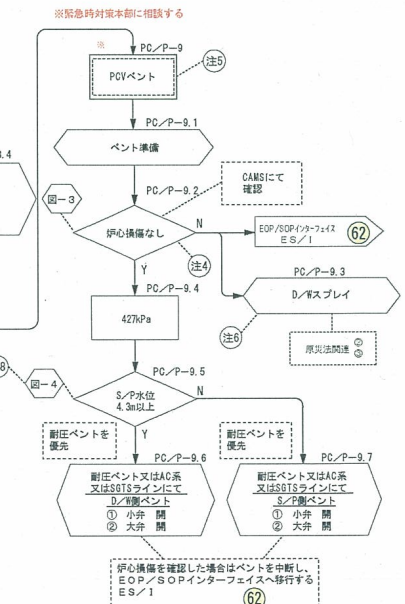 ※緊急時対策本部に相談する
※
PC/P-9
PCVベント
注5
PC/P-9.1
ベント準備
3.4
PC/P-9.2
CAMSにて
確認
図-3
炉心損傷なし
N
EOP/SOPインターフェイス
ES/I
62
Y
注4
PC/P-9.3
D/Wスプレイ
PC/P-9.4
427kPa
注6
原災法関連 ②
③
8
図-4
PC/P-9.5
S/P水位
4.3m以上
N
Y
耐圧ベントを
優先
耐圧ベントを
優先
PC/P-9.6
耐圧ベント又はAC系
又はSGTSラインにて
D/W側ベント
① 小弁 開
② 大弁 開
PC/P-9.7
耐圧ベント又はAC系
又はSGTSラインにて
S/P側ベント
① 小弁 開
② 大弁 開
炉心損傷を確認した場合はベントを中断し、
EOP/SOPインターフェイスへ移行する
ES/I
62